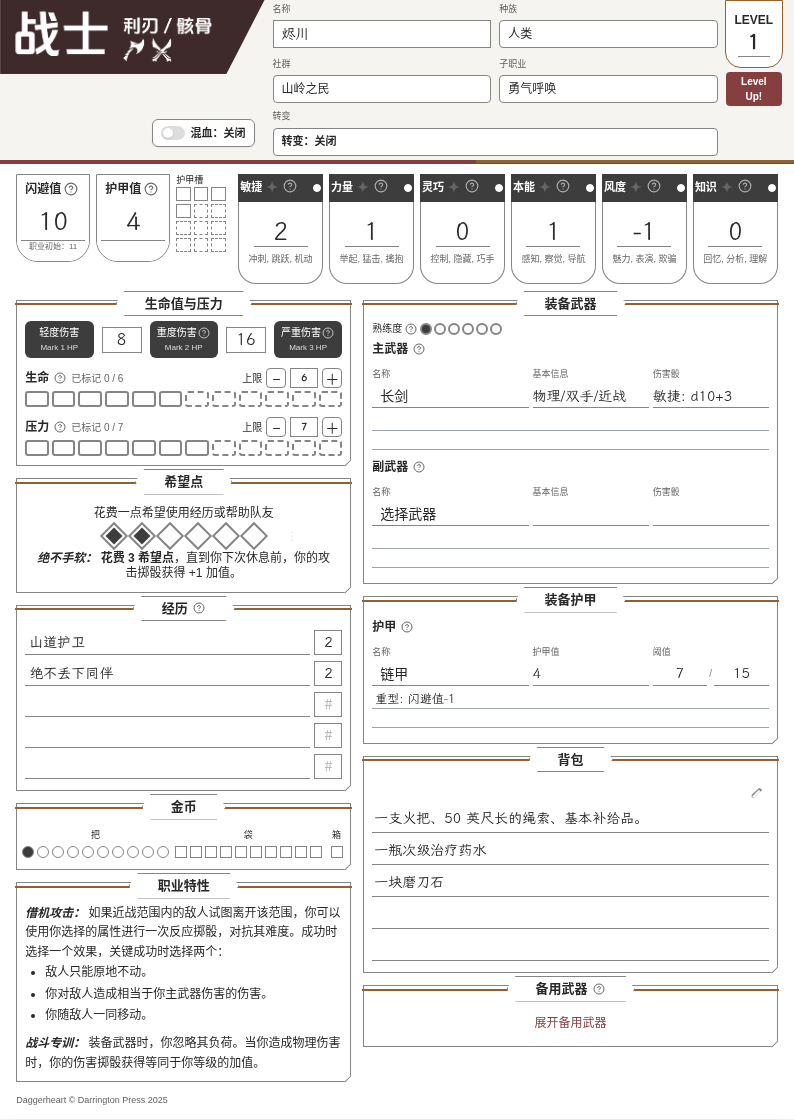 战士 利刃 / 骸骨
名称
烬川
种族
人类
LEVEL
1
社群
山岭之民
子职业
勇气呼唤
Level
Up!
混血：关闭
转变
转变：关闭
闪避值 ?
10
职业初始：11
护甲值 ?
4
护甲槽
敏捷 ?
2
冲刺, 跳跃, 机动
力量 ?
1
举起, 猛击, 擒抱
灵巧 ?
0
控制, 隐藏, 巧手
本能 ?
1
感知, 察觉, 导航
风度 ?
-1
魅力, 表演, 欺骗
知识 ?
0
回忆, 分析, 理解
生命值与压力
轻度伤害
Mark 1 HP
8
重度伤害 ?
Mark 2 HP
16
严重伤害 ?
Mark 3 HP
生命 ? 已标记 0 / 6 上限 − 6 +
压力 ? 已标记 0 / 7 上限 − 7 +
希望点
花费一点希望使用经历或帮助队友
绝不手软： 花费 3 希望点，直到你下次休息前，你的攻
击掷骰获得 +1 加值。
经历 ?
山道护卫 2
绝不丢下同伴 2
#
#
#
金币
把 袋 箱
职业特性
借机攻击： 如果近战范围内的敌人试图离开该范围，你可以
使用你选择的属性进行一次反应掷骰，对抗其难度。成功时
选择一个效果，关键成功时选择两个：
• 敌人只能原地不动。
• 你对敌人造成相当于你主武器伤害的伤害。
• 你随敌人一同移动。
战斗专训： 装备武器时，你忽略其负荷。当你造成物理伤害
时，你的伤害掷骰获得等同于你等级的加值。
装备武器
熟练度 ?
主武器 ?
名称 基本信息 伤害骰
长剑 物理/双手/近战 敏捷: d10+3
副武器 ?
名称 基本信息 伤害骰
选择武器
装备护甲
护甲 ?
名称 护甲值 阈值
链甲 4 7 / 15
重型: 闪避值-1
背包
一支火把、50 英尺长的绳索、基本补给品。
一瓶次级治疗药水
一块磨刀石
备用武器 ?
展开备用武器
Daggerheart © Darrington Press 2025